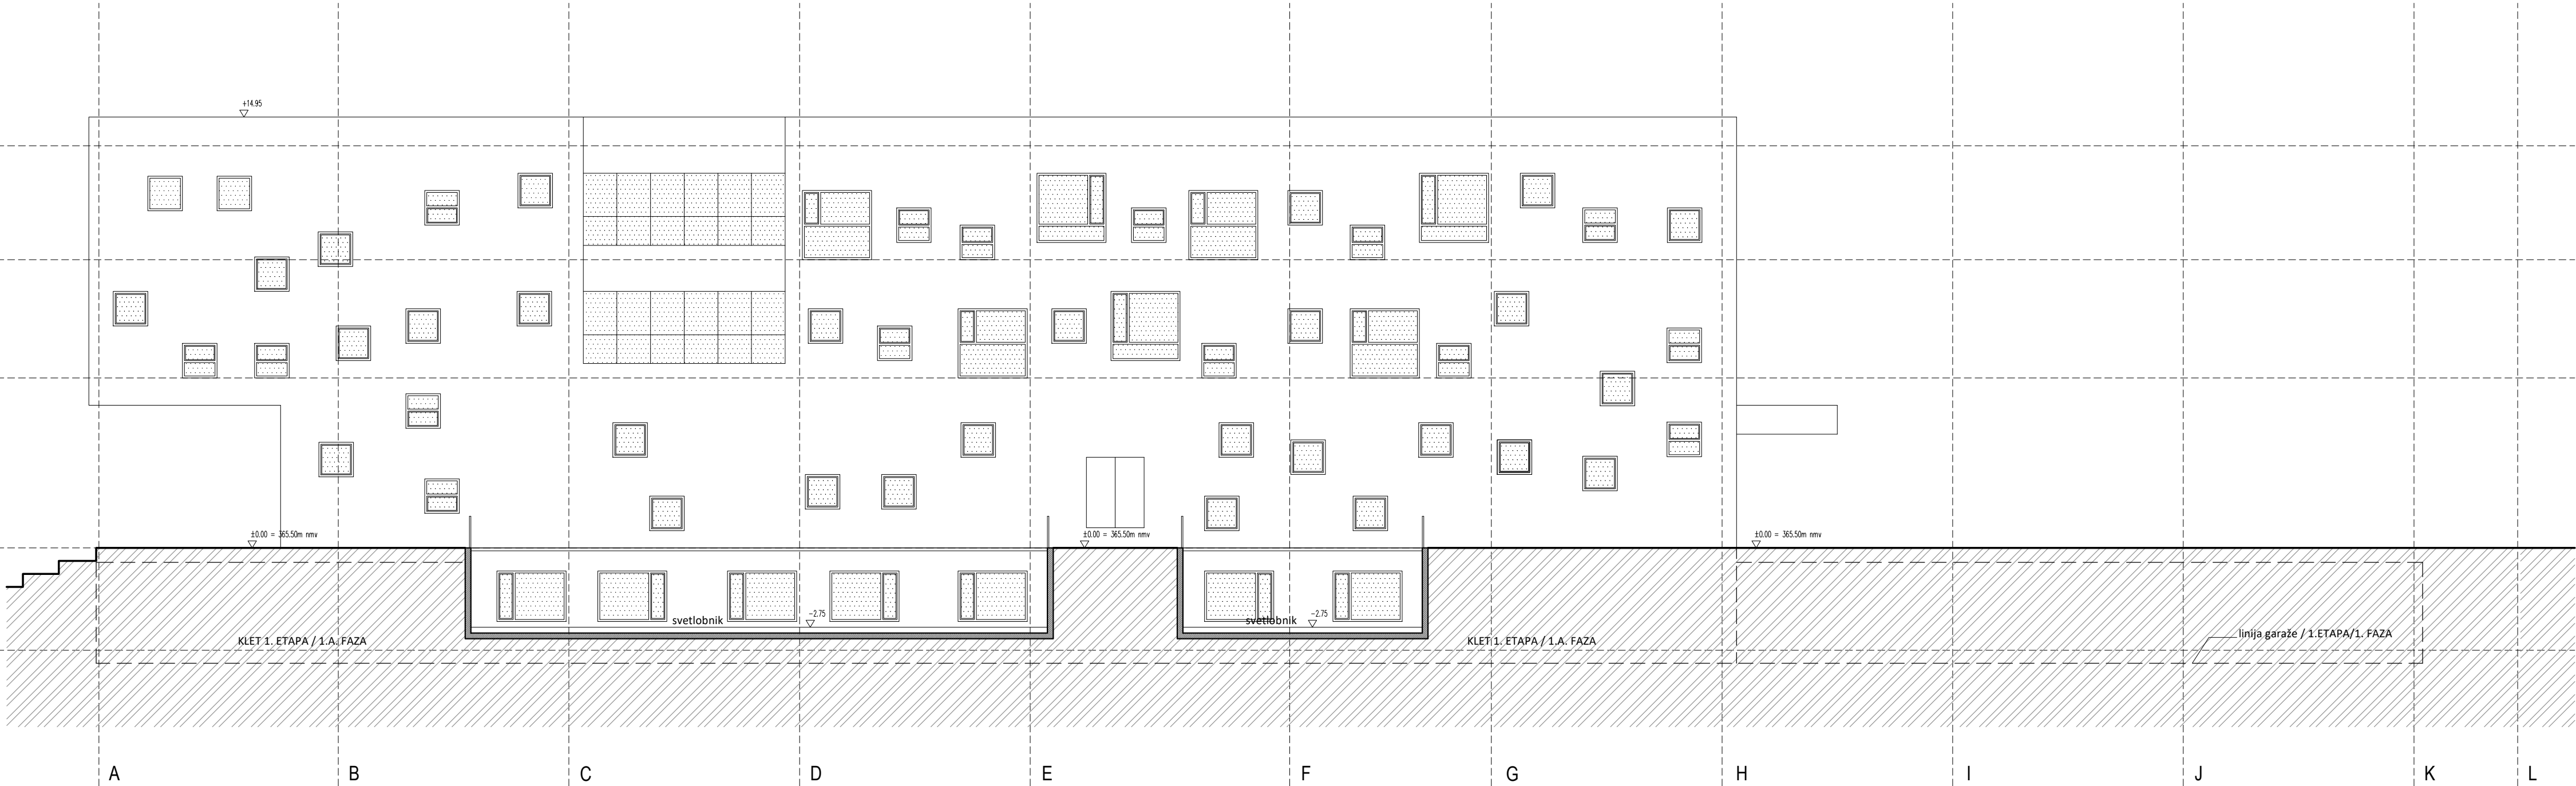 +14.95
±0.00 = 365.50m nmv
±0.00 = 365.50m nmv
±0.00 = 365.50m nmv
svetlobnik
-2.75
svetlobnik
-2.75
KLET 1. ETAPA / 1.A. FAZA
KLET 1. ETAPA / 1.A. FAZA
linija garaže / 1.ETAPA/1. FAZA
A B C D E F G H I J K L